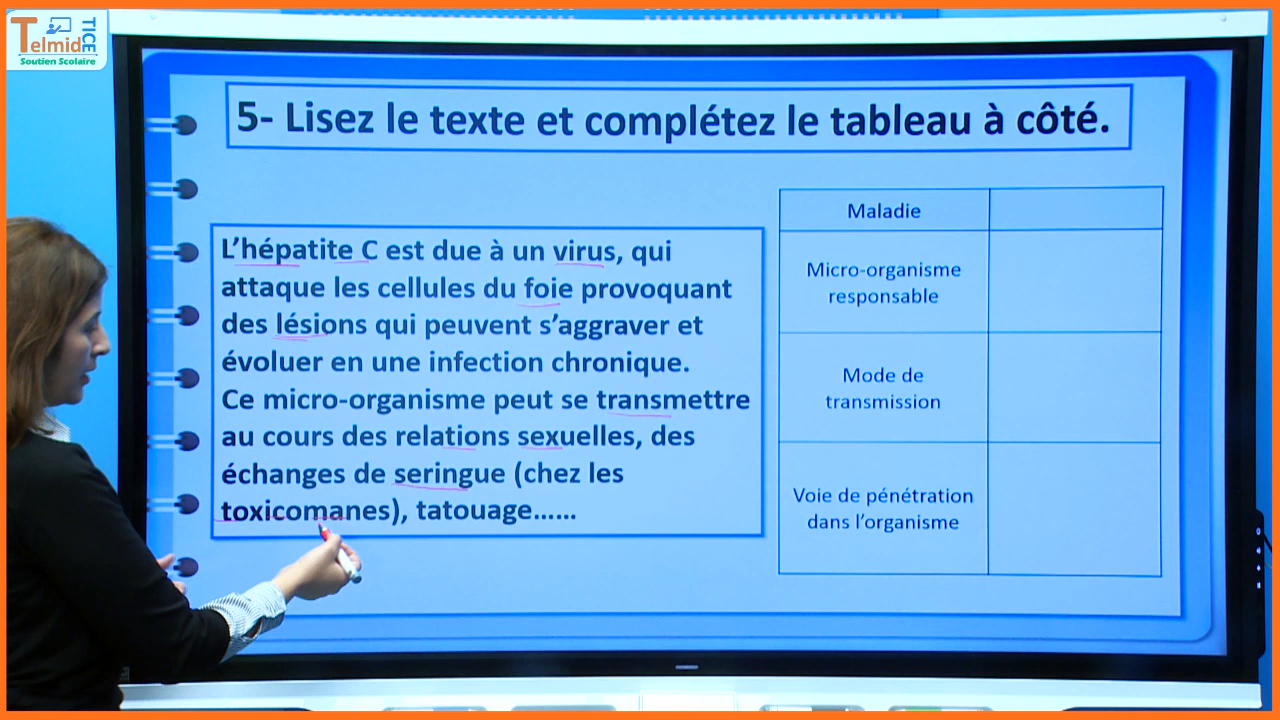 Telmid TICE
Soutien Scolaire
5- Lisez le texte et complétez le tableau à côté.
L’hépatite C est due à un virus, qui
attaque les cellules du foie provoquant
des lésions qui peuvent s’aggraver et
évoluer en une infection chronique.
Ce micro-organisme peut se transmettre
au cours des relations sexuelles, des
échanges de seringue (chez les
toxicomanes), tatouage......
Maladie
Micro-organisme
responsable
Mode de
transmission
Voie de pénétration
dans l’organisme